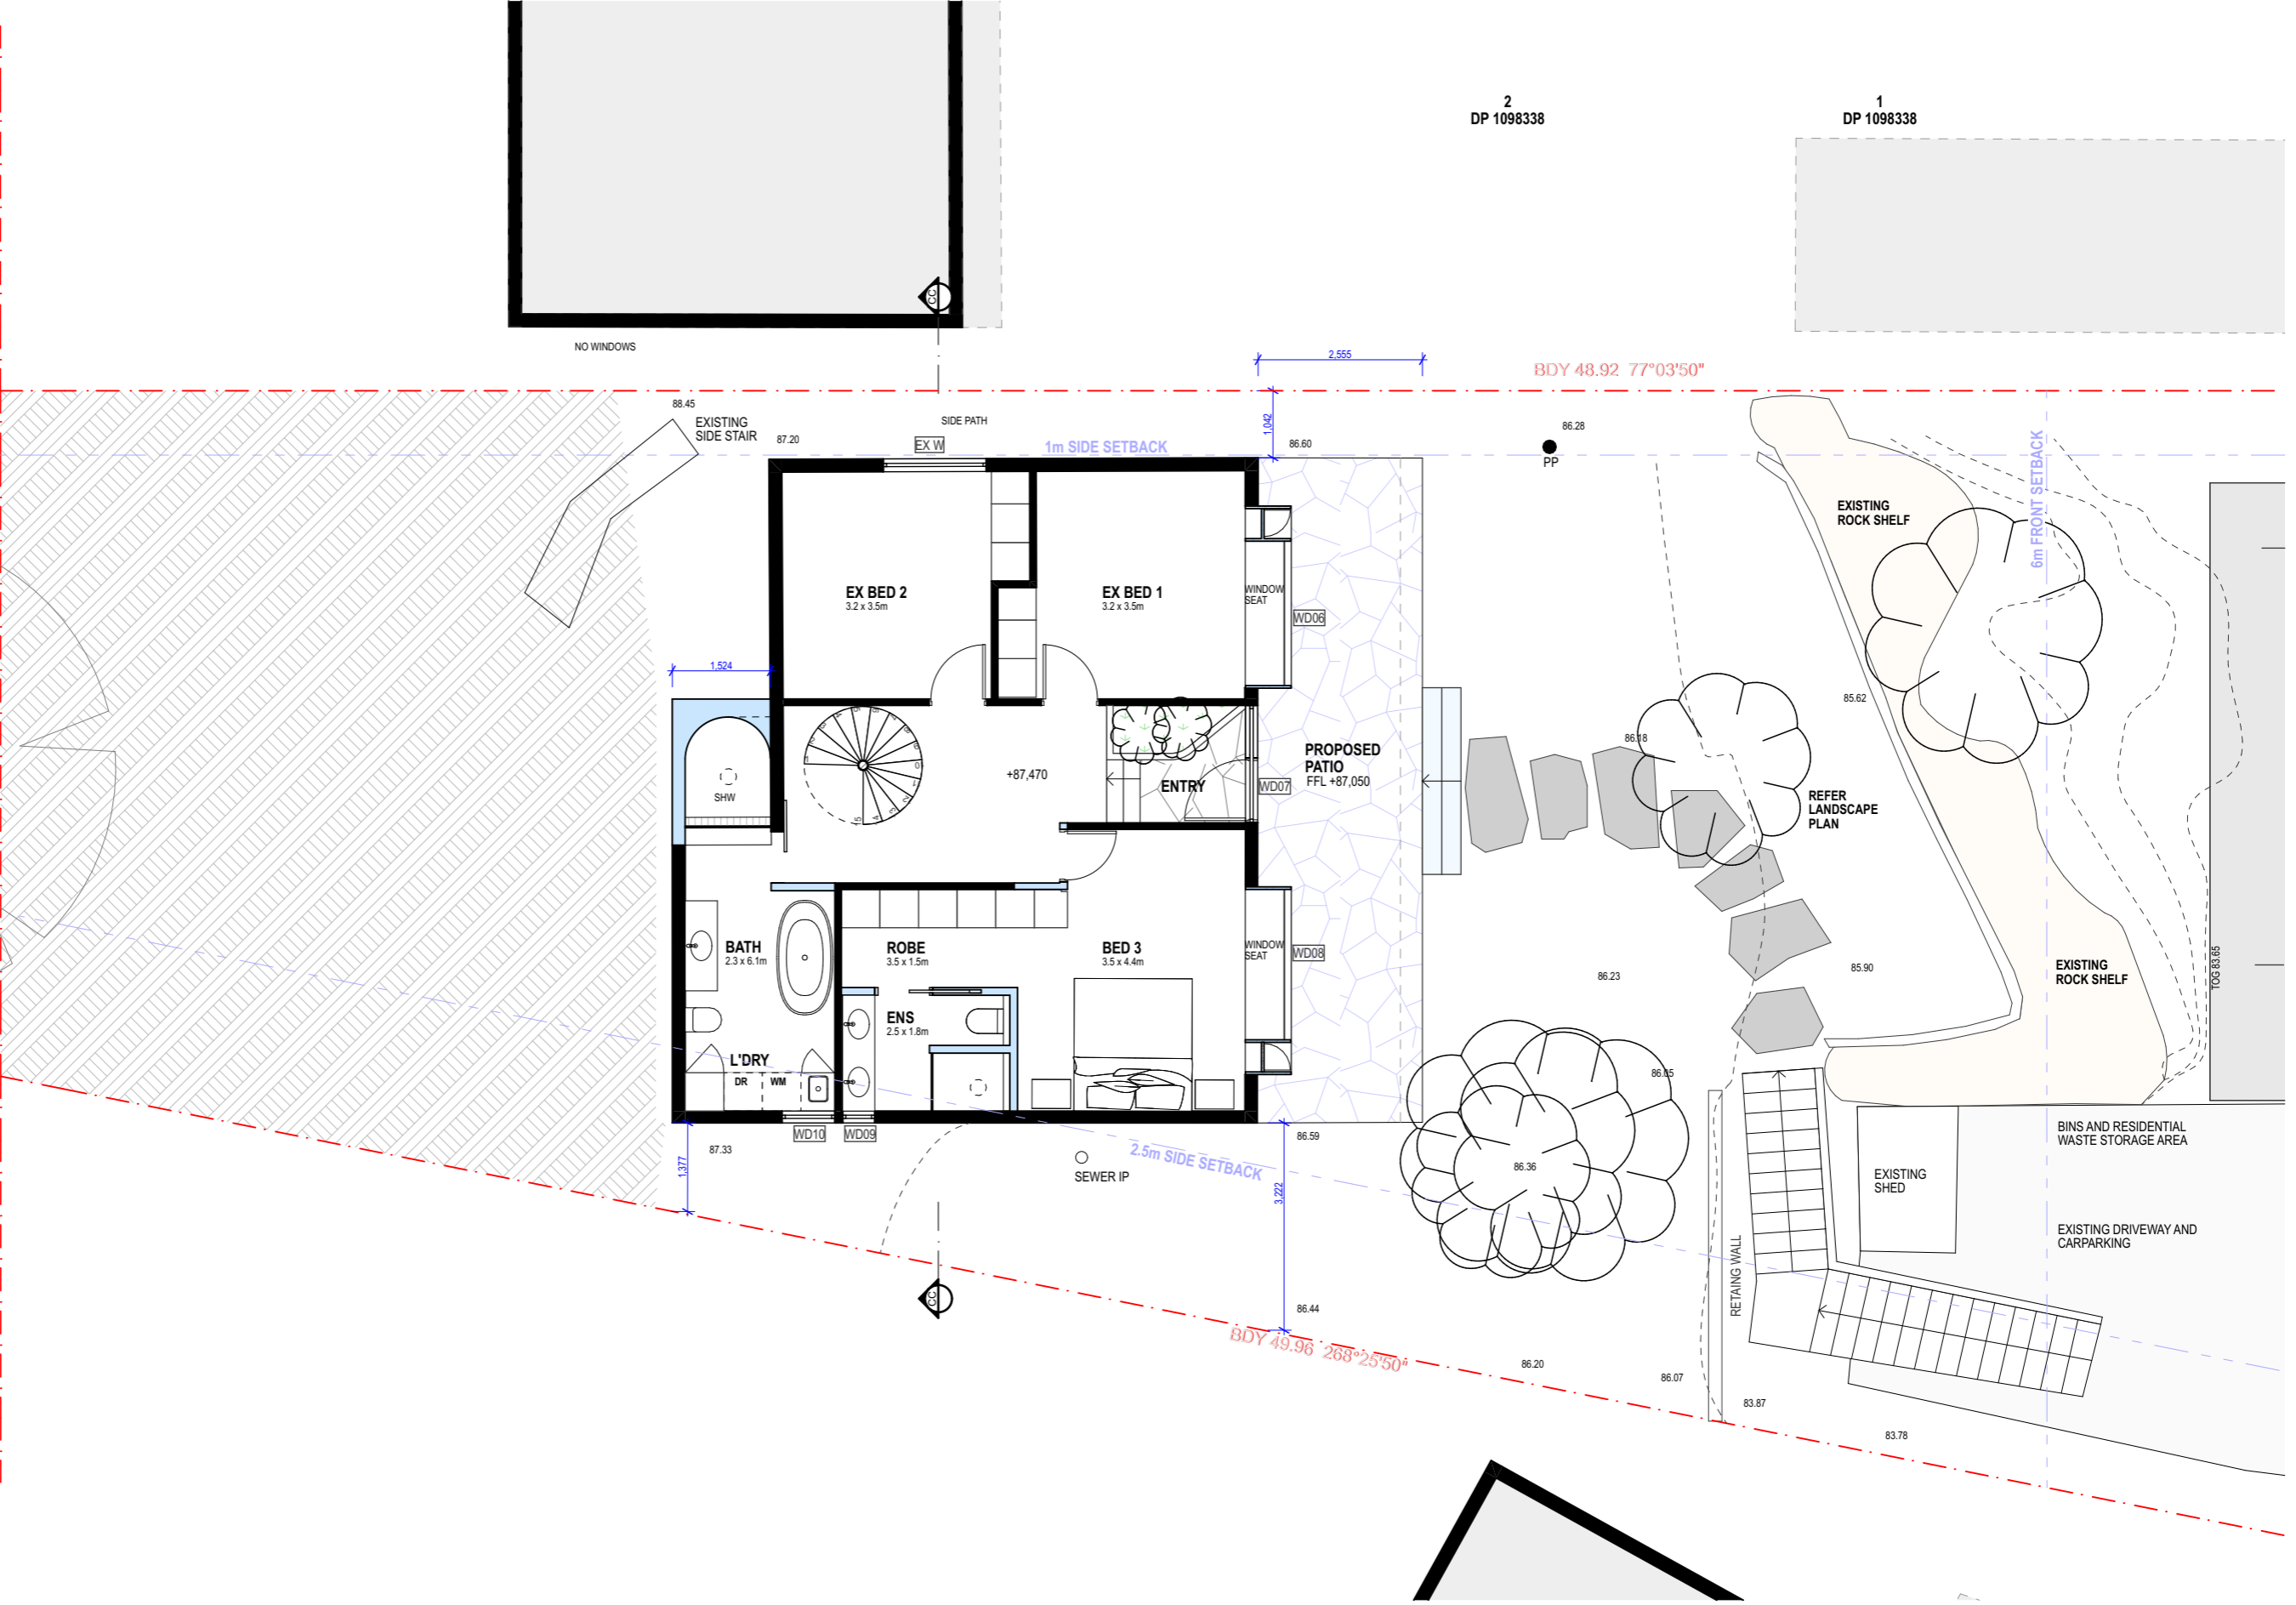 2
DP 1098338
1
DP 1098338
CC
NO WINDOWS
2,555
BDY 48.92 77°03'50"
88.45
EXISTING
SIDE STAIR
87.20
SIDE PATH
EX W
1m SIDE SETBACK
1,042
86.60
86.28
PP
6m FRONT SETBACK
EXISTING
ROCK SHELF
EX BED 2
3.2 x 3.5m
EX BED 1
3.2 x 3.5m
WINDOW
SEAT
WD06
1,524
85.62
86.18
SHW
+87,470
ENTRY
WD07
PROPOSED
PATIO
FFL +87,050
REFER
LANDSCAPE
PLAN
BATH
2.3 x 6.1m
ROBE
3.5 x 1.5m
BED 3
3.5 x 4.4m
WINDOW
SEAT
WD08
86.23
85.90
EXISTING
ROCK SHELF
TOG 83.65
ENS
2.5 x 1.8m
L'DRY
DR
WM
86.05
WD10
WD09
87.33
1,377
SEWER IP
2.5m SIDE SETBACK
86.59
3,222
86.36
BINS AND RESIDENTIAL
WASTE STORAGE AREA
EXISTING
SHED
EXISTING DRIVEWAY AND
CARPARKING
RETAING WALL
CC
86.44
BDY 49.96 268°25'50"
86.20
86.07
83.87
83.78